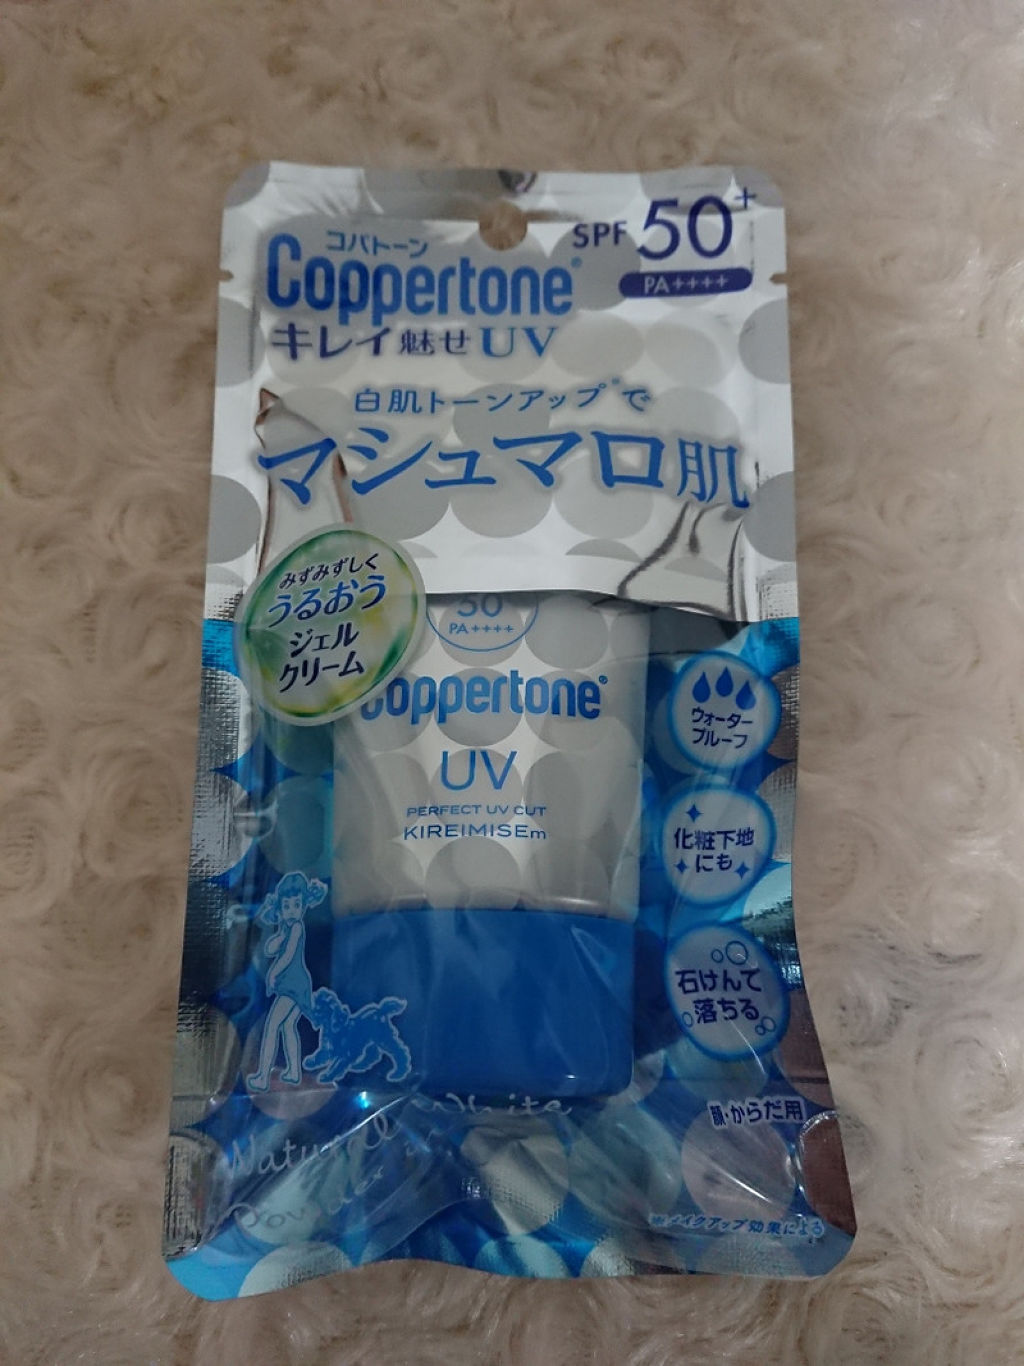 SPF 50+
PA++++
コパトーン
Coppertone®
キレイ魅せUV
白肌トーンアップ※で
マシュマロ肌
みずみずしく
うるおう
ジェル
クリーム
50
PA++++
Coppertone®
UV
PERFECT UV CUT
KIREIMISEm
ウォーター
プルーフ
化粧下地
にも
石けんで
落ちる
顔・からだ用
White
Natural
※メイクアップ効果による